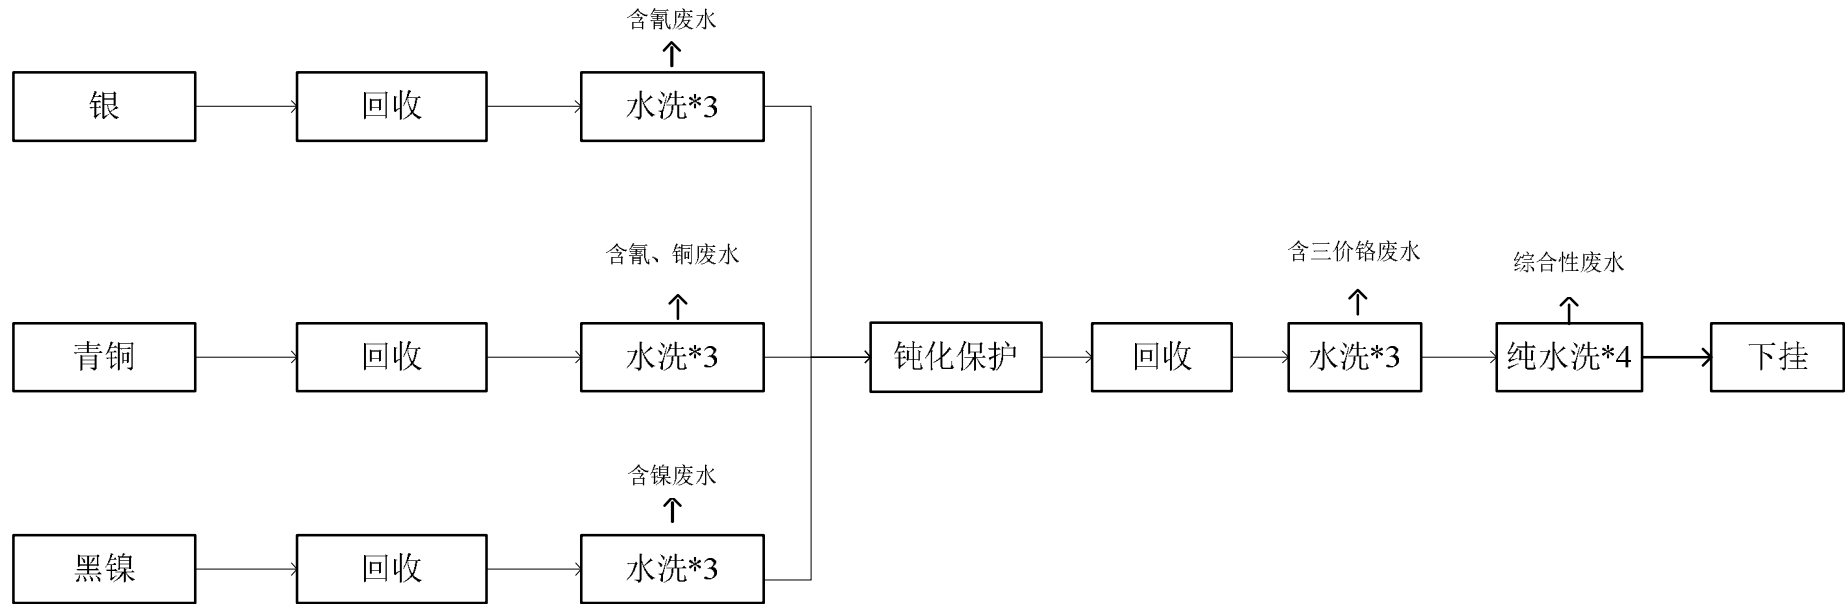 含氰废水
银
回收
水洗*3
含氰、铜废水
含三价铬废水
综合性废水
青铜
回收
水洗*3
钝化保护
回收
水洗*3
纯水洗*4
下挂
含镍废水
黑镍
回收
水洗*3